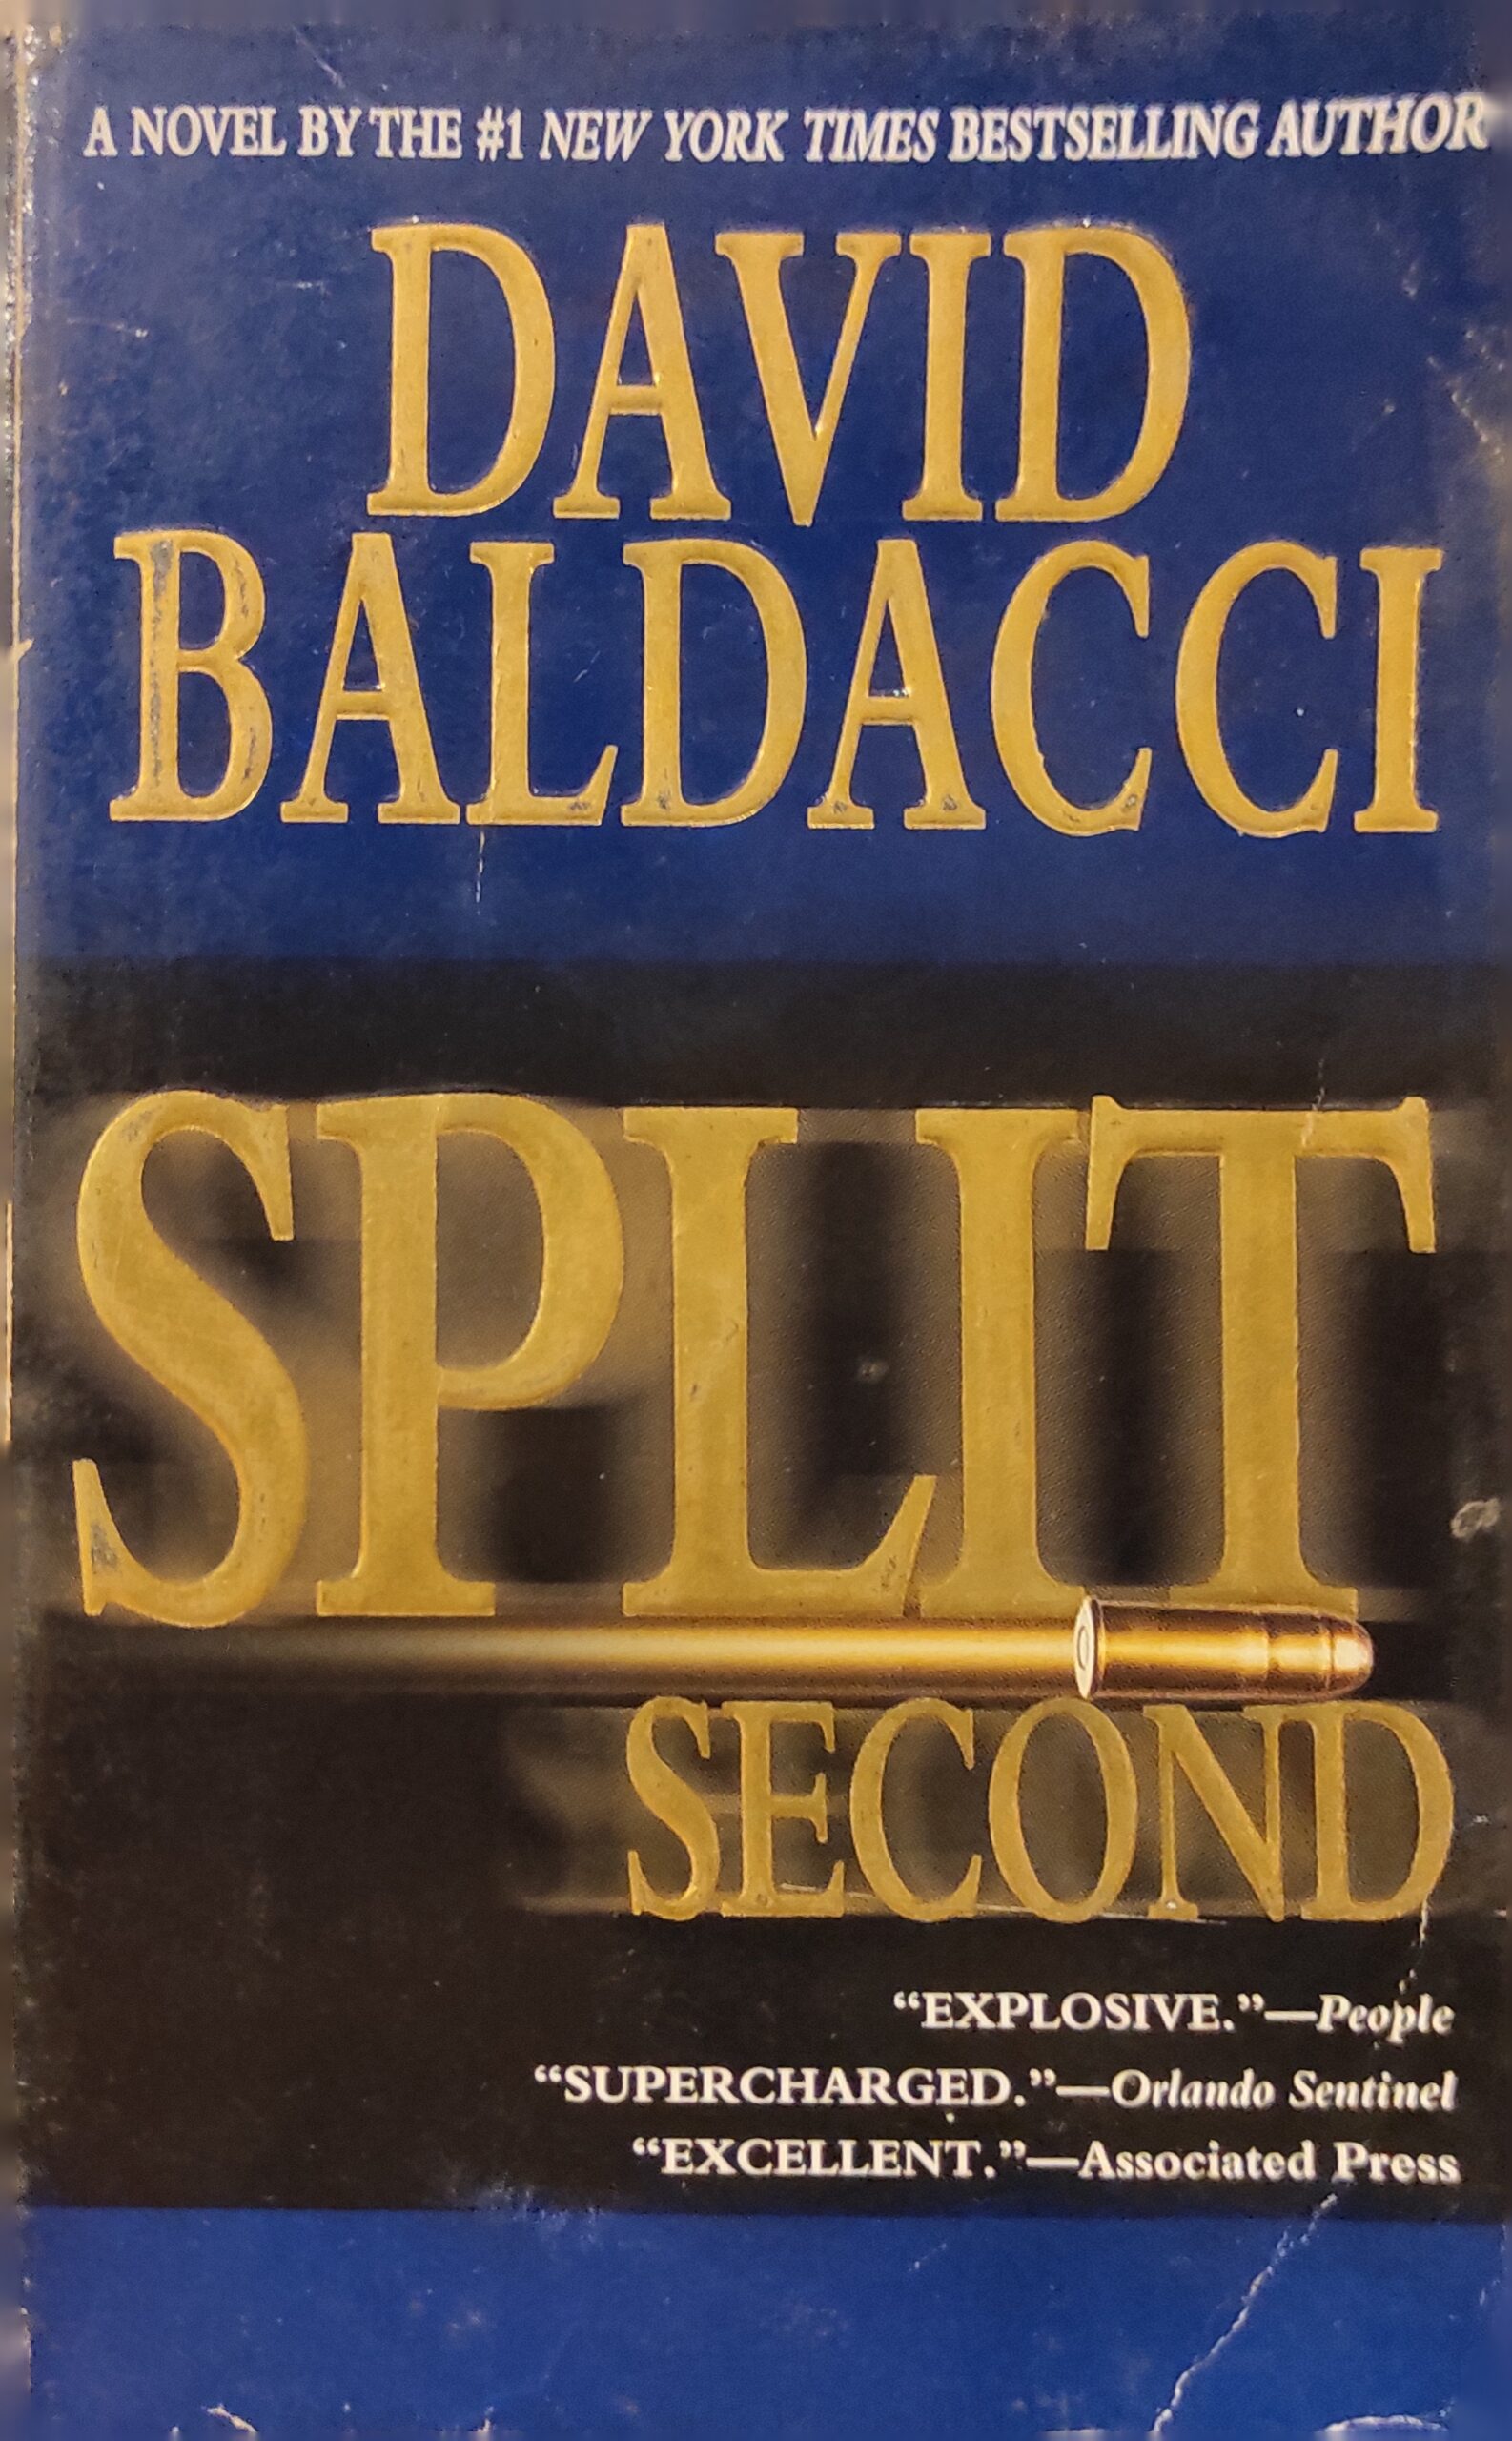 A NOVEL BY THE #1 NEW YORK TIMES BESTSELLING AUTHOR
DAVID
BALDACCI
SPLIT
SECOND
“EXPLOSIVE.”—People
“SUPERCHARGED.”—Orlando Sentinel
“EXCELLENT.”—Associated Press